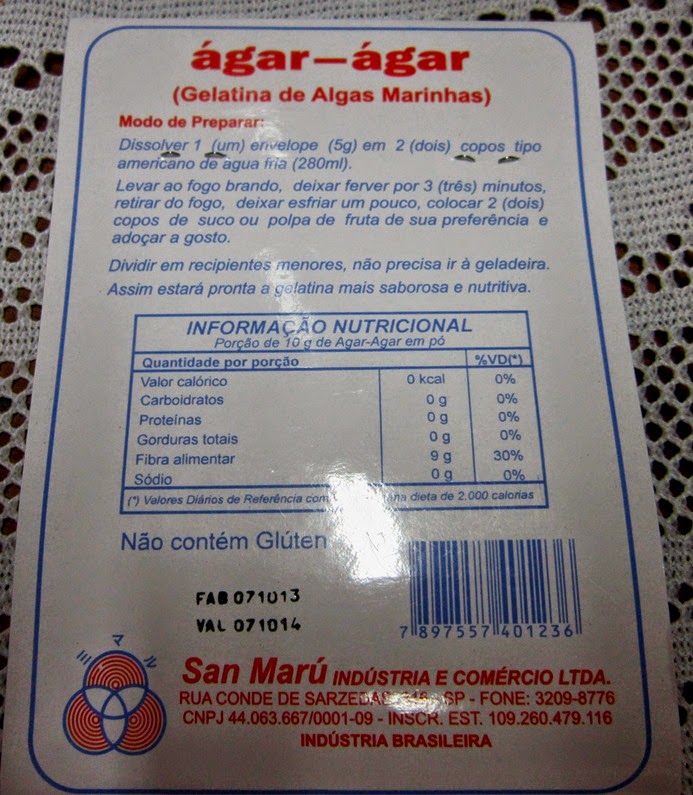 ágar-ágar
(Gelatina de Algas Marinhas)
Modo de Preparar:
Dissolver 1 (um) envelope (5g) em 2 (dois) copos tipo
americano de agua fria (280ml).
Levar ao fogo brando, deixar ferver por 3 (três) minutos,
retirar do fogo, deixar esfriar um pouco, colocar 2 (dois)
copos de suco ou polpa de fruta de sua preferência e
adoçar a gosto.
Dividir em recipientes menores, não precisa ir à geladeira.
Assim estará pronta a gelatina mais saborosa e nutritiva.
INFORMAÇÃO NUTRICIONAL
Porção de 10 g de Agar-Agar em pó
Quantidade por porção %VD(*)
Valor calórico 0 kcal 0%
Carboidratos 0 g 0%
Proteínas 0 g 0%
Gorduras totais 0 g 0%
Fibra alimentar 9 g 30%
Sódio 0 g 0%
(*) Valores Diários de Referência dieta de 2.000 calorias
Não contém Glúten
FAB 071013
VAL 071014
7 897557 401236
ミ マ ル
San Marú INDÚSTRIA E COMÉRCIO LTDA.
RUA CONDE DE SP - FONE: 3209-8776
CNPJ 44.063.667/0001-09 - INSCR. EST. 109.260.479.116
INDÚSTRIA BRASILEIRA